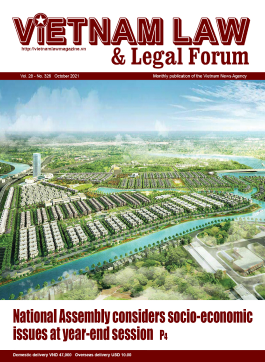 VIETNAM LAW
http://vietnamlawmagazine.vn
& Legal Forum
Vol. 28 - No. 326 October 2021 Monthly publication of the Vietnam News Agency
National Assembly considers socio-economic
issues at year-end session P4
Domestic delivery VND 47,000 Overseas delivery USD 10.00